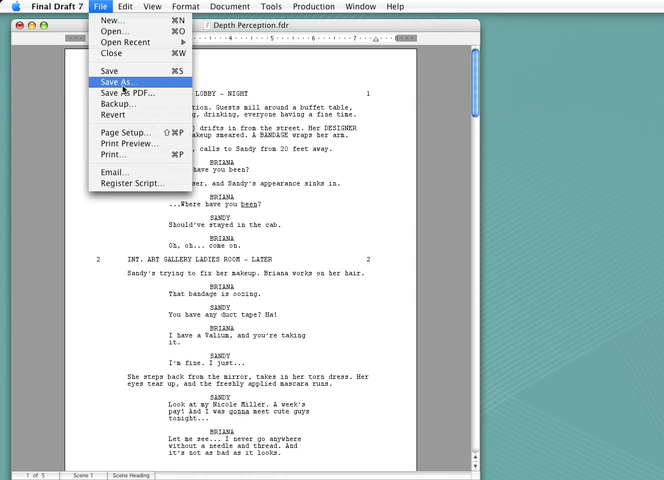 Final Draft 7 File Edit View Format Document Tools Production Window Help
Depth Perception.fdr
New... ⌘N
Open... ⌘O
Open Recent
Close ⌘W
Save ⌘S
Save As...
Save As PDF...
Backup...
Revert
Page Setup... ⇧⌘P
Print Preview...
Print... ⌘P
Email...
Register Script...
4 5 6 7
LOBBY - NIGHT 1
Guests mill around a buffet table,
drinking, everyone having a fine time.
drifts in from the street. Her DESIGNER
smeared. A BANDAGE wraps her arm.
calls to Sandy from 20 feet away.
BRIANA
have you been?
and Sandy's appearance sinks in.
BRIANA
...Where have you been?
SANDY
Should've stayed in the cab.
BRIANA
Oh, oh... come on.
2 INT. ART GALLERY LADIES ROOM - LATER 2
Sandy's trying to fix her makeup. Briana works on her hair.
BRIANA
That bandage is oozing.
SANDY
You have any duct tape? Ha!
BRIANA
I have a Valium, and you're taking
it.
SANDY
I'm fine. I just...
She steps back from the mirror, takes in her torn dress. Her
eyes tear up, and the freshly applied mascara runs.
SANDY
Look at my Nicole Miller. A week's
pay! And I was gonna meet cute guys
tonight...
BRIANA
Let me see... I never go anywhere
without a needle and thread. And
it's not as bad as it looks.
1 of 5 Scene 1 Scene Heading